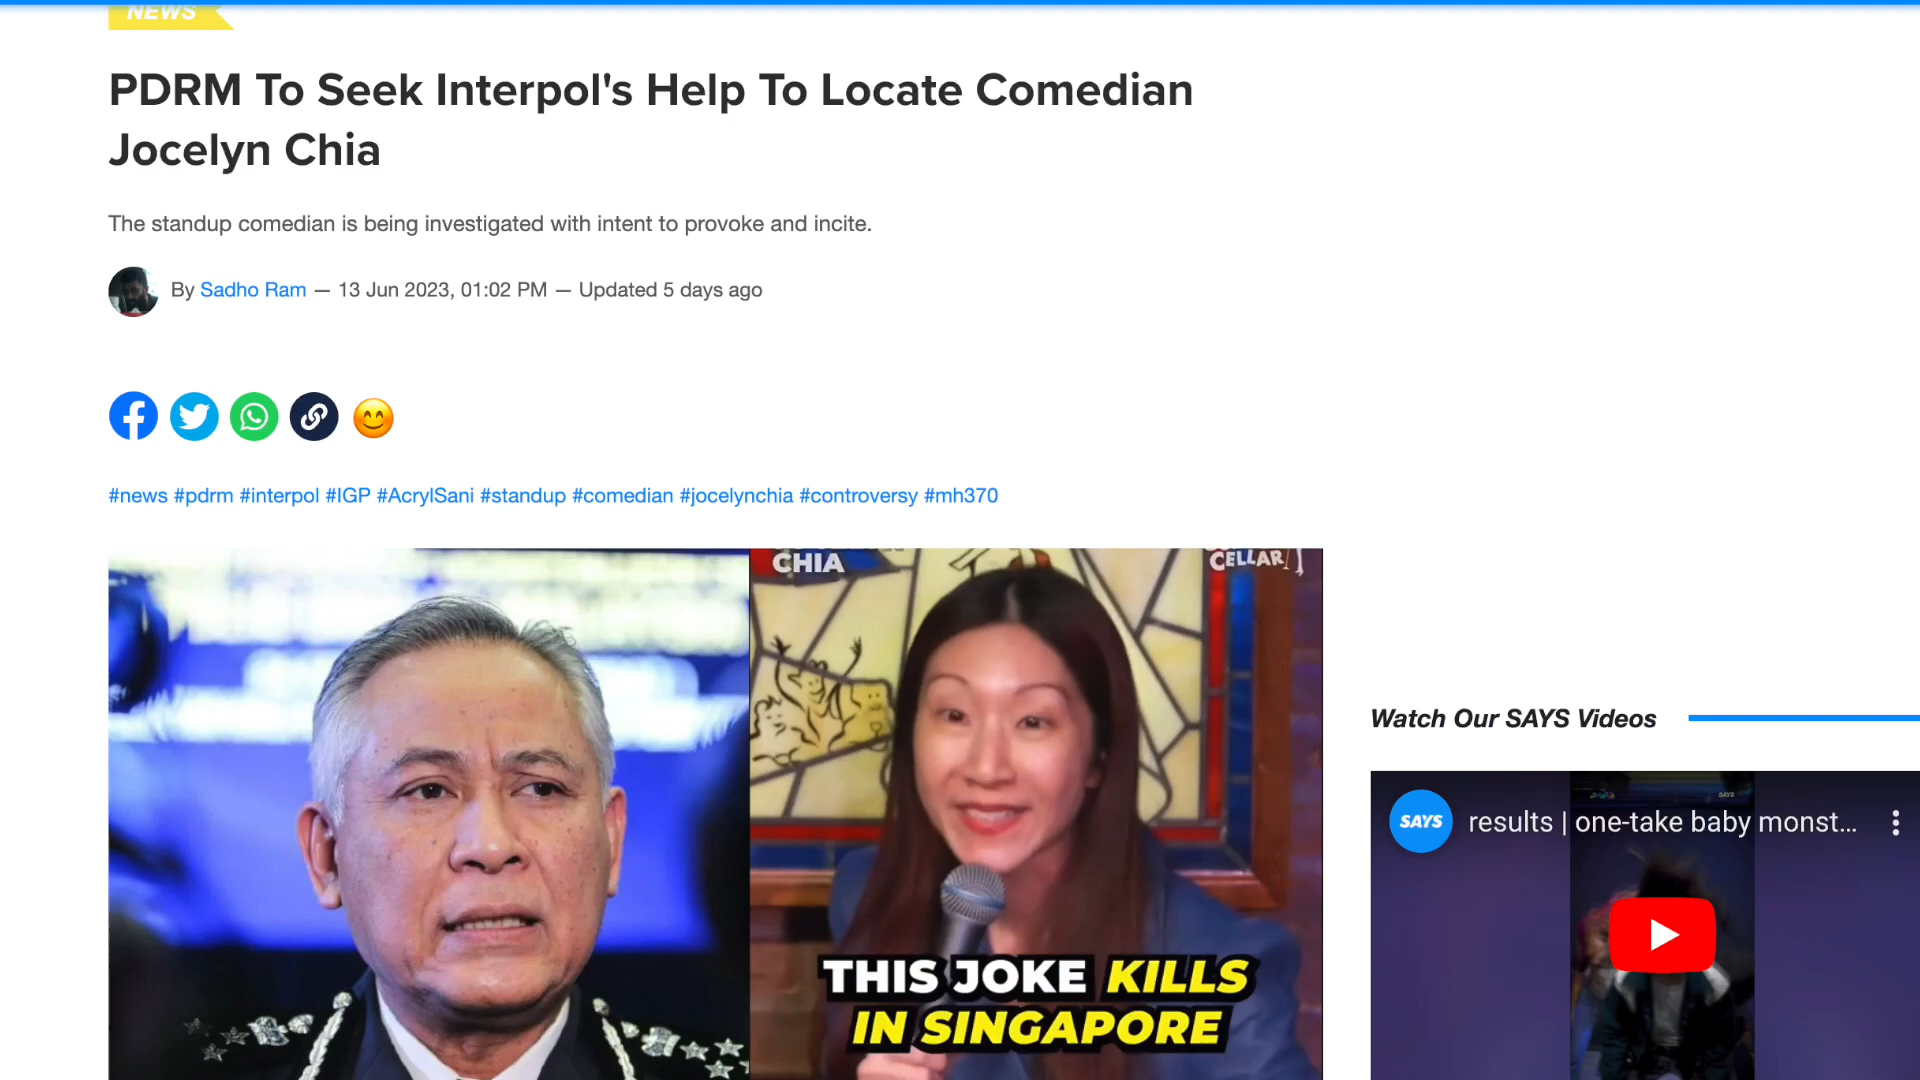 NEWS
PDRM To Seek Interpol's Help To Locate Comedian
Jocelyn Chia
The standup comedian is being investigated with intent to provoke and incite.
By Sadho Ram — 13 Jun 2023, 01:02 PM — Updated 5 days ago
#news #pdrm #interpol #IGP #AcrylSani #standup #comedian #jocelynchia #controversy #mh370
CHIA
CELLAR
THIS JOKE KILLS
IN SINGAPORE
Watch Our SAYS Videos
SAYS
SAYS results | one-take baby monst...